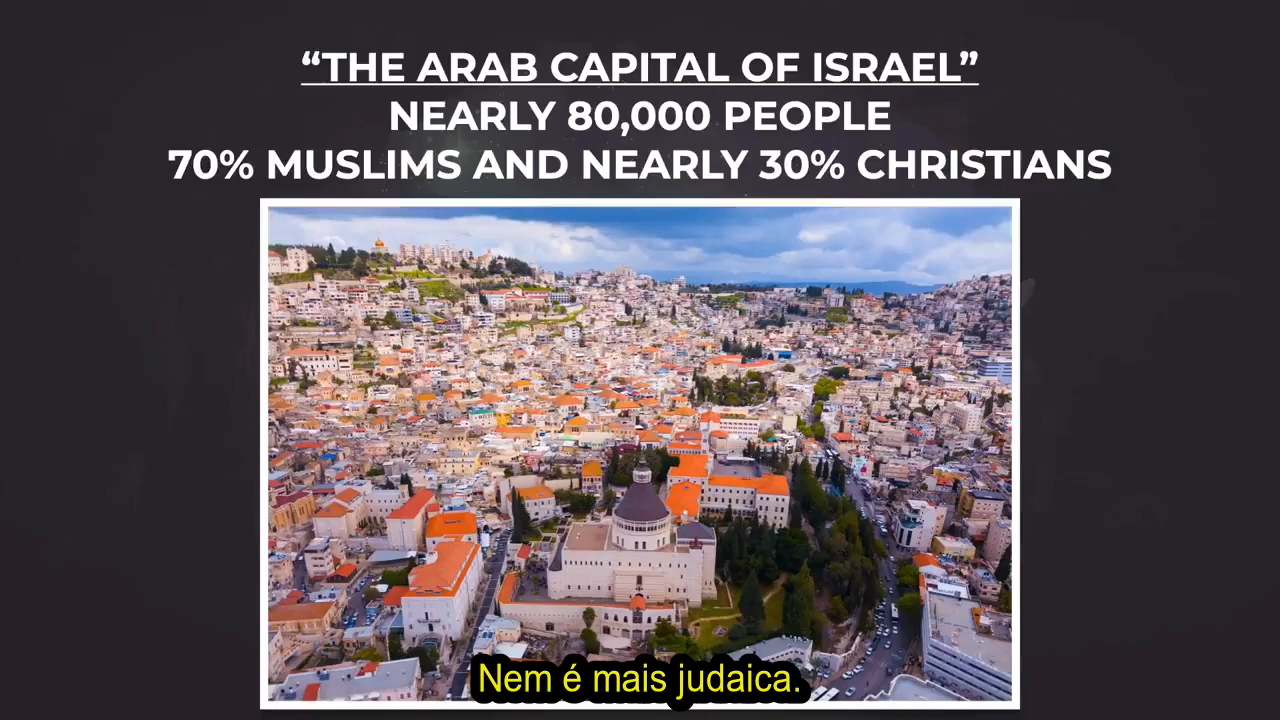 “THE ARAB CAPITAL OF ISRAEL”
NEARLY 80,000 PEOPLE
70% MUSLIMS AND NEARLY 30% CHRISTIANS
Nem é mais judaica.